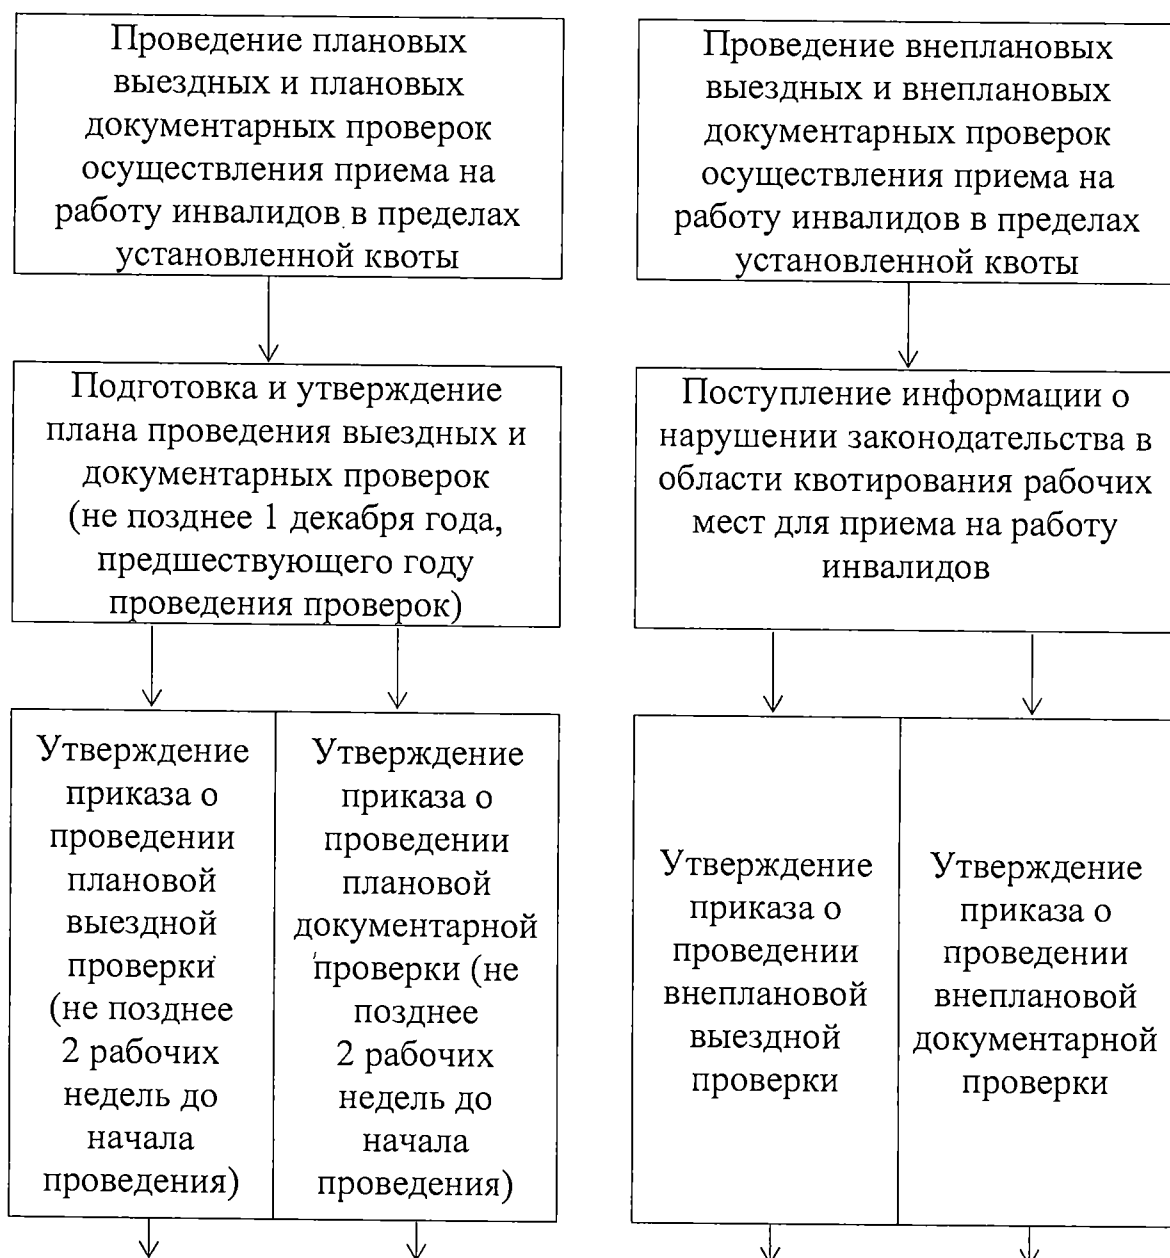 Проведение плановых
выездных и плановых
документарных проверок
осуществления приема на
работу инвалидов в пределах
установленной квоты
Проведение внеплановых
выездных и внеплановых
документарных проверок
осуществления приема на
работу инвалидов в пределах
установленной квоты
Подготовка и утверждение
плана проведения выездных и
документарных проверок
(не позднее 1 декабря года,
предшествующего году
проведения проверок)
Поступление информации о
нарушении законодательства в
области квотирования рабочих
мест для приема на работу
инвалидов
Утверждение
приказа о
проведении
плановой
выездной
проверки
(не позднее
2 рабочих
недель до
начала
проведения)
Утверждение
приказа о
проведении
плановой
документарной
проверки (не
позднее
2 рабочих
недель до
начала
проведения)
Утверждение
приказа о
проведении
внеплановой
выездной
проверки
Утверждение
приказа о
проведении
внеплановой
документарной
проверки